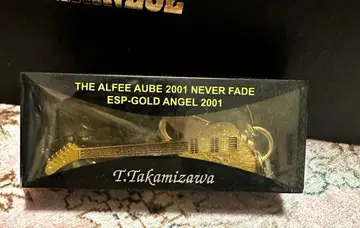 THE ALFEE AUBE 2001 NEVER FADE
ESP-GOLD ANGEL 2001
T.Takamizawa